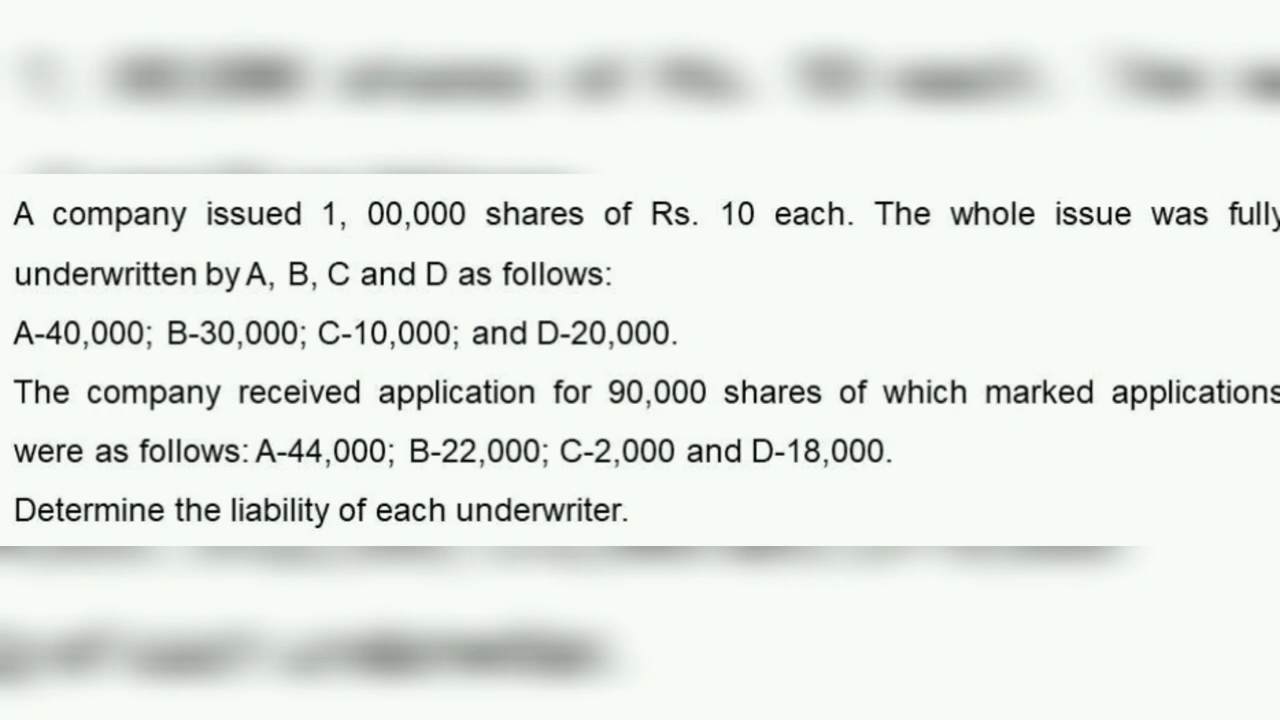 A company issued 1, 00,000 shares of Rs. 10 each. The whole issue was fully
underwritten by A, B, C and D as follows:
A-40,000; B-30,000; C-10,000; and D-20,000.
The company received application for 90,000 shares of which marked applications
were as follows: A-44,000; B-22,000; C-2,000 and D-18,000.
Determine the liability of each underwriter.